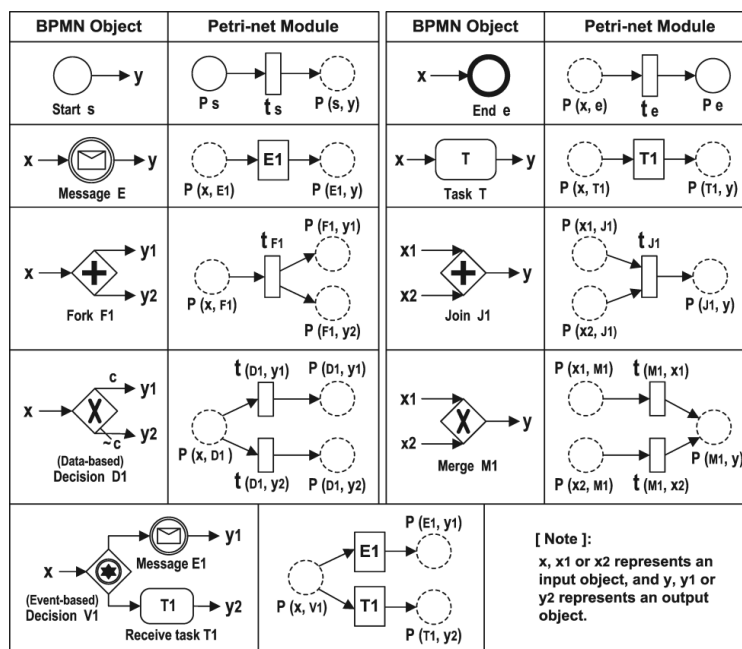 BPMN Object Petri-net Module BPMN Object Petri-net Module
y
Start s
P s
t s
P (s, y)
x
End e
P (x, e)
t e
P e
x
y
Message E
E1
P (x, E1)
P (E1, y)
x
T
y
Task T
T1
P (x, T1)
P (T1, y)
x
y1
y2
Fork F1
t F1
P (F1, y1)
P (x, F1)
P (F1, y2)
x1
x2
y
Join J1
P (x1, J1)
t J1
P (J1, y)
P (x2, J1)
c
y1
x
y2
~c
(Data-based)
Decision D1
t (D1, y1)
P (D1, y1)
P (x, D1)
t (D1, y2)
P (D1, y2)
x1
x2
y
Merge M1
P (x1, M1)
t (M1, x1)
P (M1, y)
P (x2, M1)
t (M1, x2)
y1
Message E1
x
(Event-based)
Decision V1
T1
y2
Receive task T1
P (E1, y1)
E1
P (x, V1)
T1
P (T1, y2)
[ Note ]:
x, x1 or x2 represents an
input object, and y, y1 or
y2 represents an output
object.